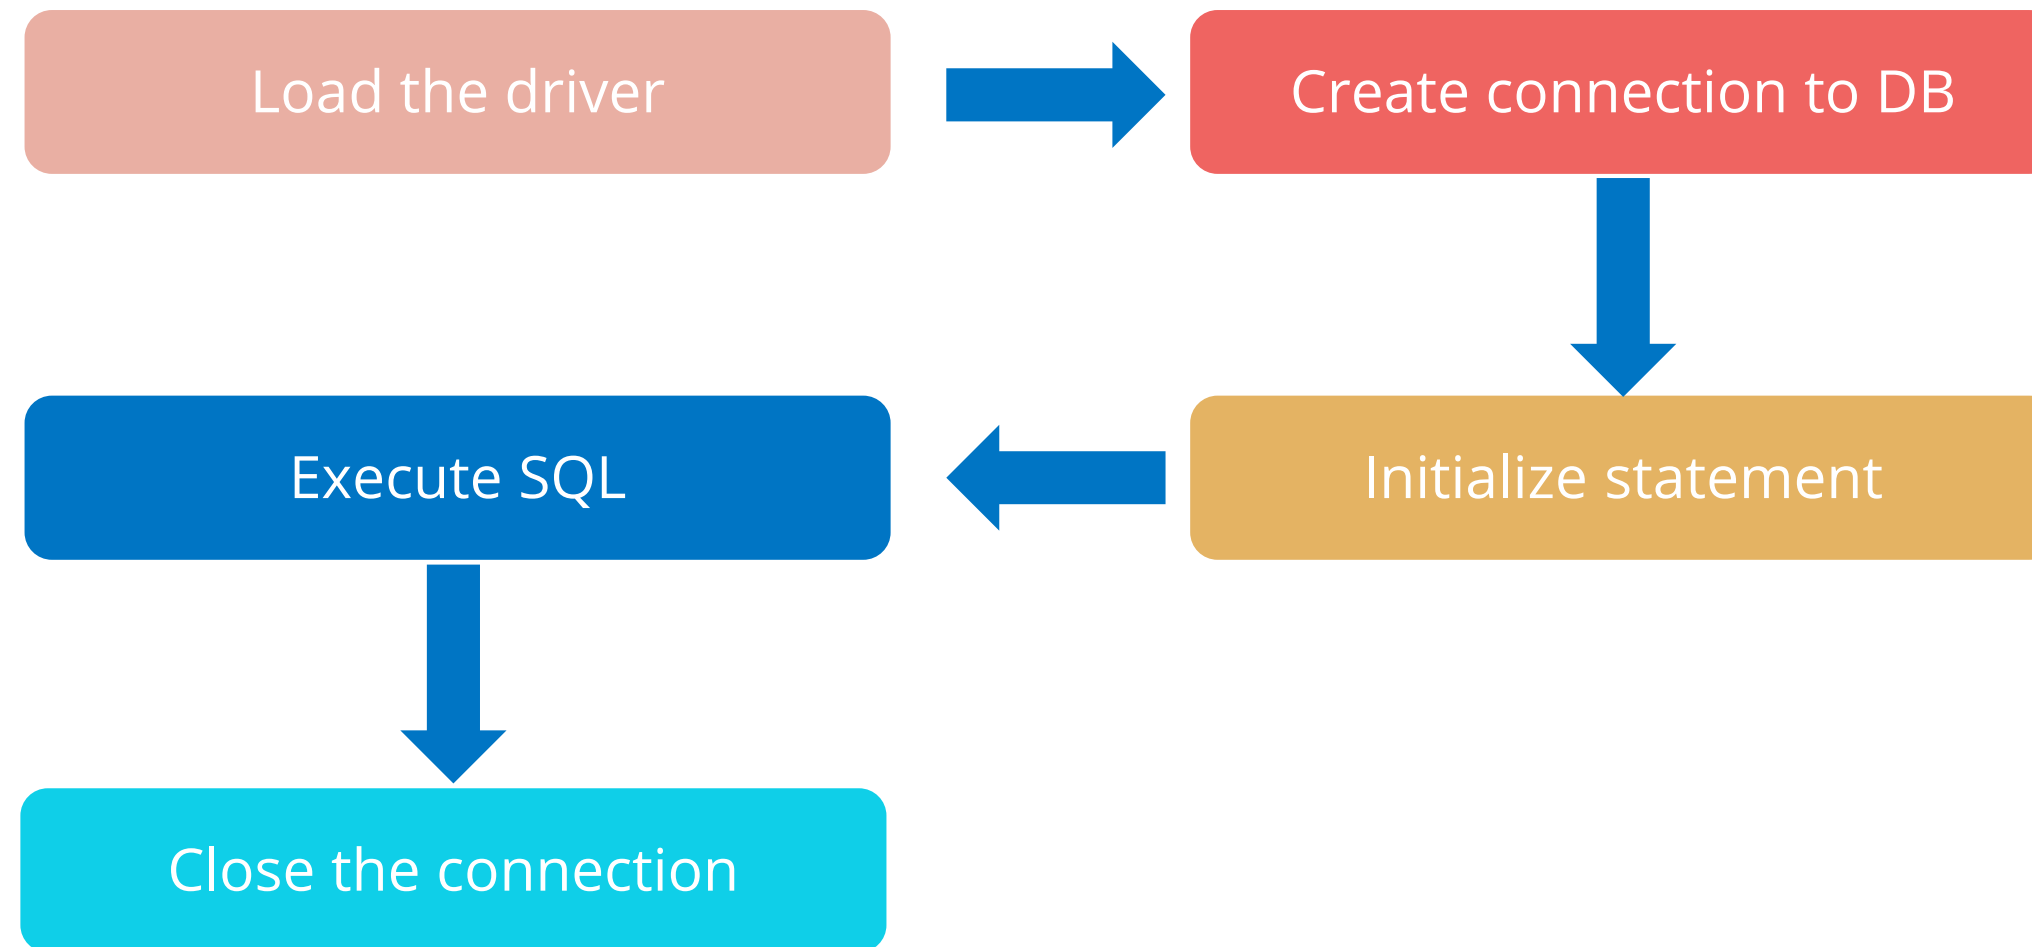 Load the driver
Create connection to DB
Execute SQL
Initialize statement
Close the connection